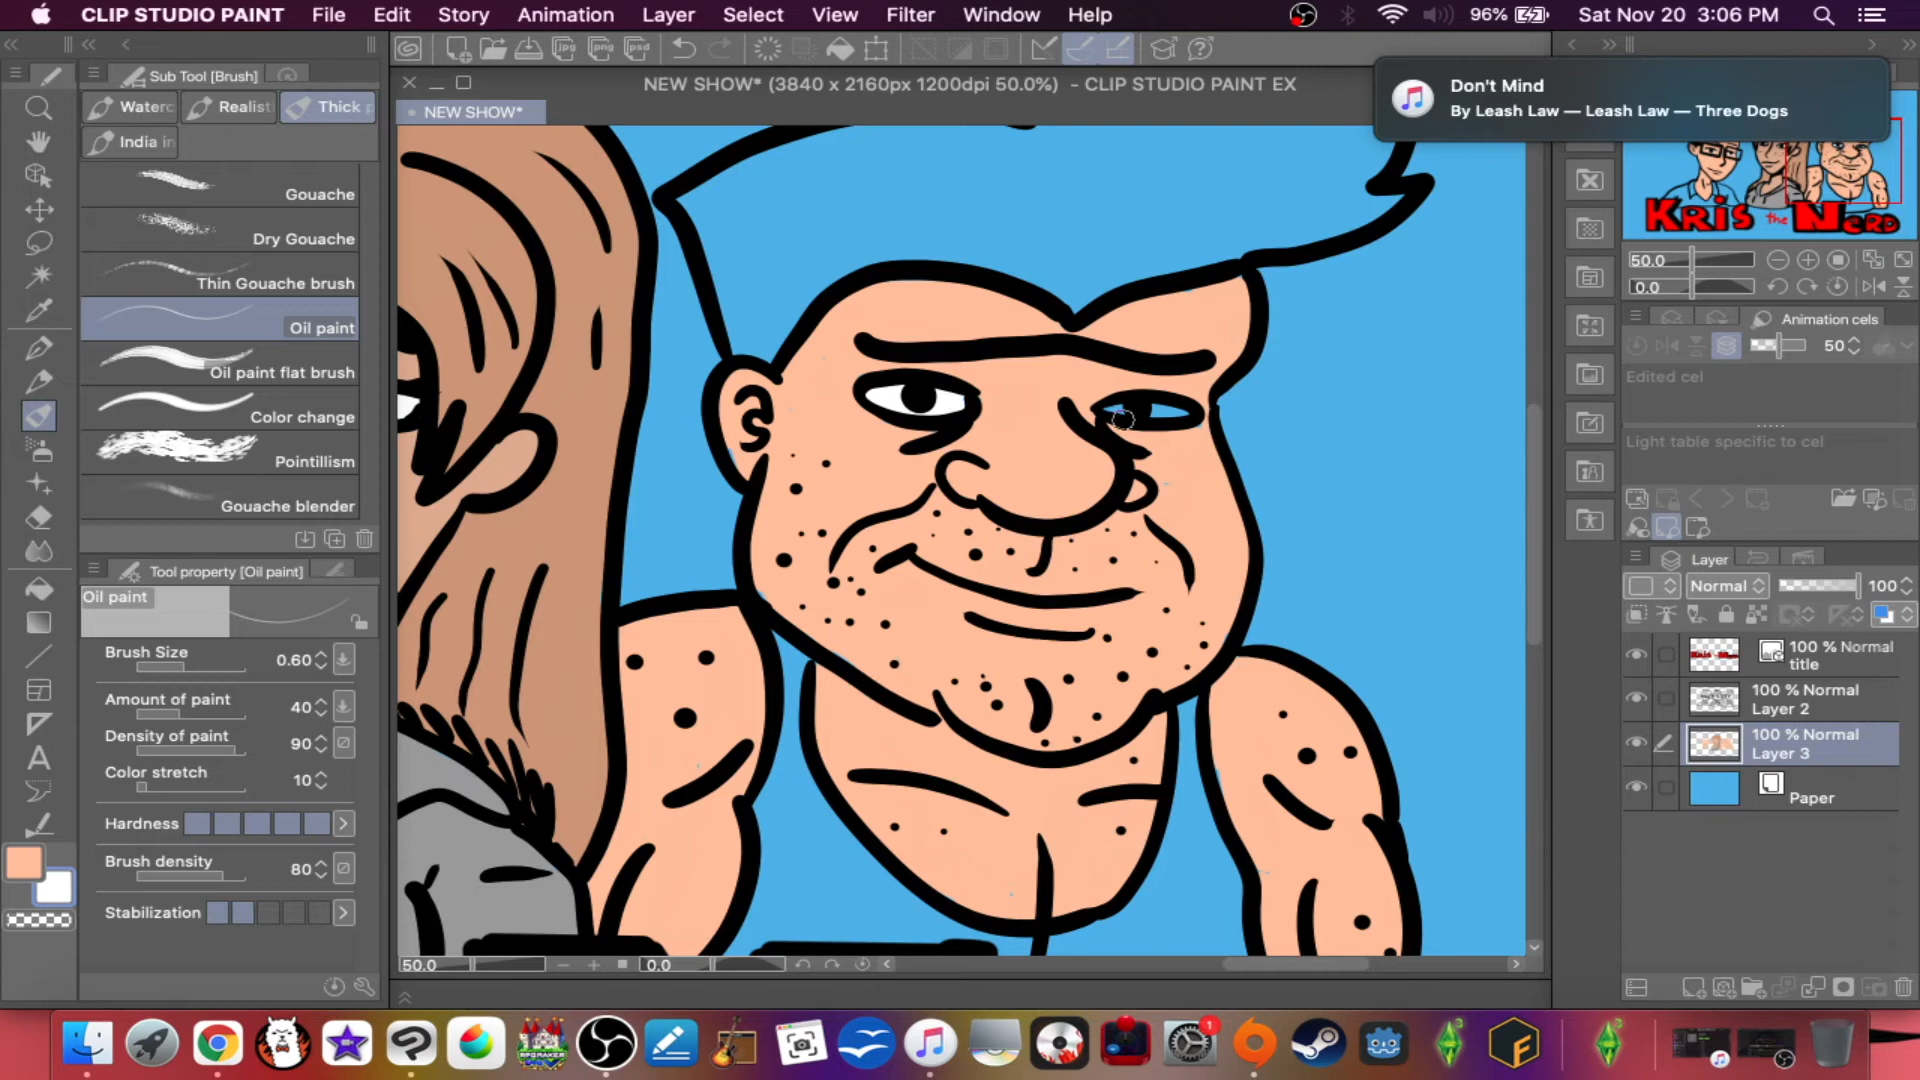 CLIP STUDIO PAINT File Edit Story Animation Layer Select View Filter Window Help
96% Sat Nov 20 3:06 PM
Sub Tool [Brush]
Waterc Realisti Thick p
India in
Gouache
Dry Gouache
Thin Gouache brush
Oil paint
Oil paint flat brush
Color change
Pointillism
Gouache blender
Tool property [Oil paint]
Oil paint
Brush Size 0.60
Amount of paint 40
Density of paint 90
Color stretch 10
Hardness
Brush density 80
Stabilization
jpg png psd
NEW SHOW* (3840 x 2160px 1200dpi 50.0%) - CLIP STUDIO PAINT EX
NEW SHOW*
50.0 0.0
Don't Mind
By Leash Law — Leash Law — Three Dogs
KRiS the NERD
50.0
0.0
Animation cels
50
Edited cel
Light table specific to cel
Layer
Normal 100
100 % Normal
title
100 % Normal
Layer 2
100 % Normal
Layer 3
Paper
RPGMAKER
1
F